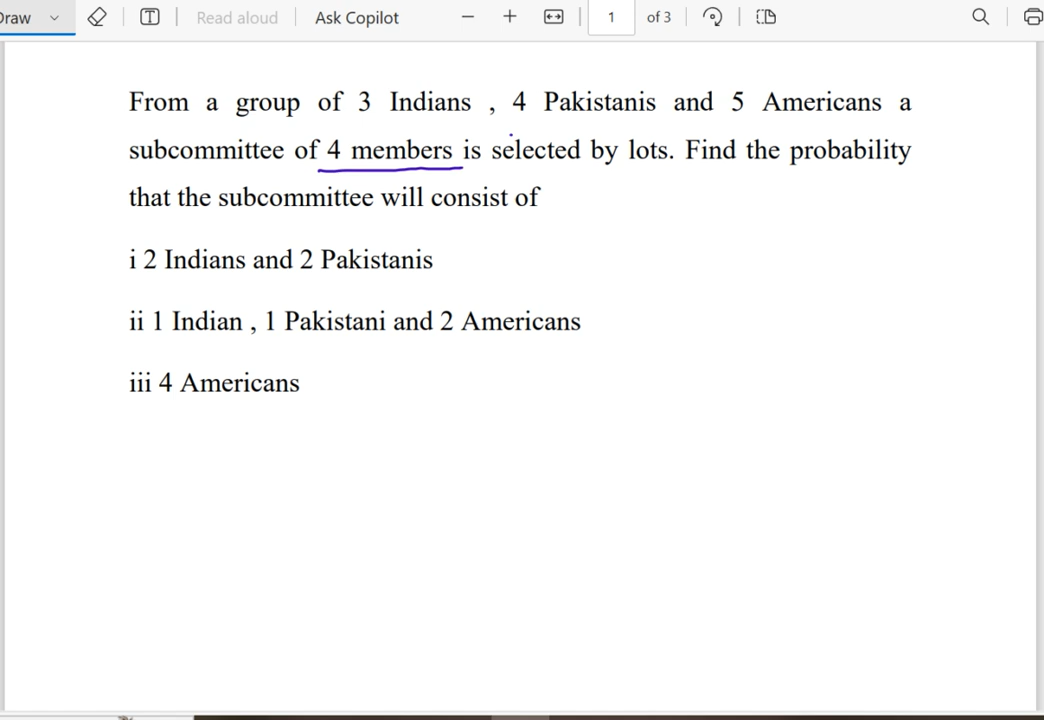 Draw Read aloud Ask Copilot 1 of 3
From a group of 3 Indians , 4 Pakistanis and 5 Americans a
subcommittee of 4 members is selected by lots. Find the probability
that the subcommittee will consist of
i 2 Indians and 2 Pakistanis
ii 1 Indian , 1 Pakistani and 2 Americans
iii 4 Americans